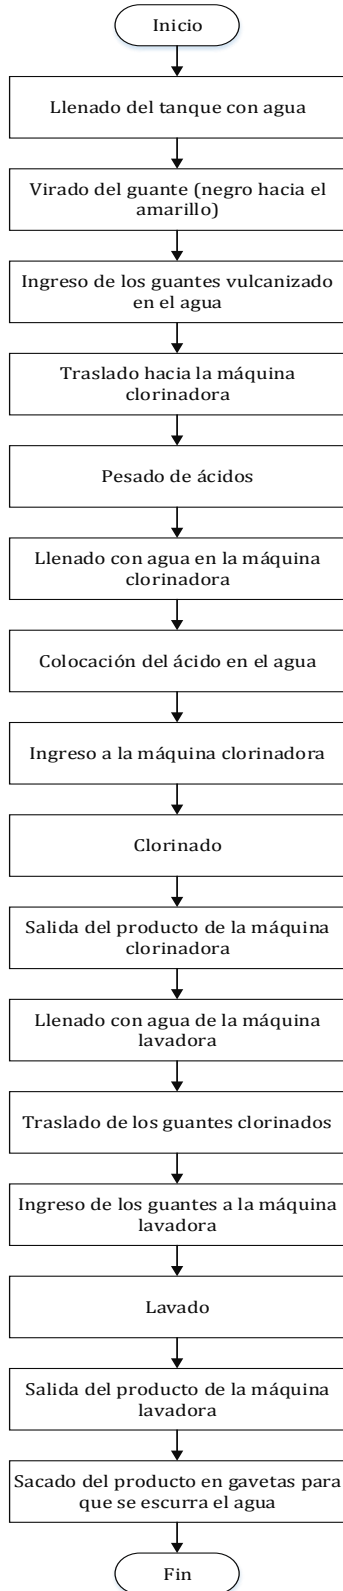 Inicio
Llenado del tanque con agua
Virado del guante (negro hacia el
amarillo)
Ingreso de los guantes vulcanizado
en el agua
Traslado hacia la máquina
clorinadora
Pesado de ácidos
Llenado con agua en la máquina
clorinadora
Colocación del ácido en el agua
Ingreso a la máquina clorinadora
Clorinado
Salida del producto de la máquina
clorinadora
Llenado con agua de la máquina
lavadora
Traslado de los guantes clorinados
Ingreso de los guantes a la máquina
lavadora
Lavado
Salida del producto de la máquina
lavadora
Sacado del producto en gavetas para
que se escurra el agua
Fin